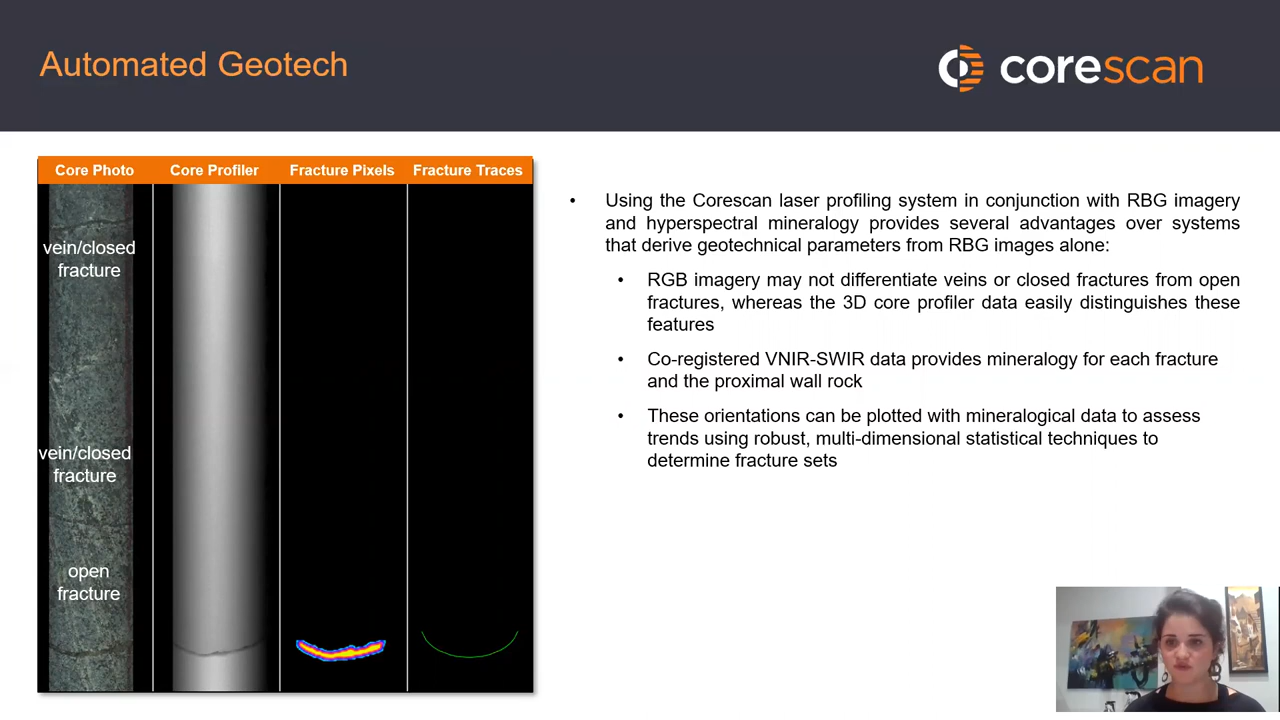 Automated Geotech
corescan
Core Photo Core Profiler Fracture Pixels Fracture Traces
vein/closed
fracture
vein/closed
fracture
open
fracture
• Using the Corescan laser profiling system in conjunction with RBG imagery
and hyperspectral mineralogy provides several advantages over systems
that derive geotechnical parameters from RBG images alone:
• RGB imagery may not differentiate veins or closed fractures from open
fractures, whereas the 3D core profiler data easily distinguishes these
features
• Co-registered VNIR-SWIR data provides mineralogy for each fracture
and the proximal wall rock
• These orientations can be plotted with mineralogical data to assess
trends using robust, multi-dimensional statistical techniques to
determine fracture sets